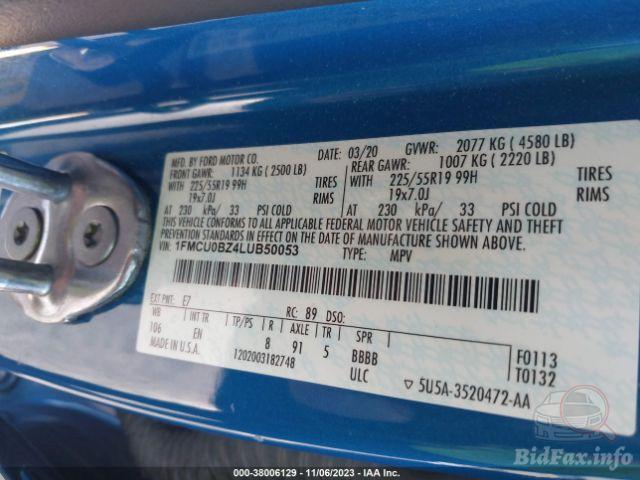 MFD. BY FORD MOTOR CO.
DATE: 03/20 GVWR: 2077 KG ( 4580 LB)
FRONT GAWR: 1134 KG ( 2500 LB) REAR GAWR: 1007 KG ( 2220 LB)
WITH 225/55R19 99H TIRES WITH 225/55R19 99H TIRES
19x7.0J RIMS 19x7.0J RIMS
AT 230 kPa/ 33 PSI COLD AT 230 kPa/ 33 PSI COLD
THIS VEHICLE CONFORMS TO ALL APPLICABLE FEDERAL MOTOR VEHICLE SAFETY AND THEFT
PREVENTION STANDARDS IN EFFECT ON THE DATE OF MANUFACTURE SHOWN ABOVE.
VIN: 1FMCU0BZ4LUB50053 TYPE: MPV
EXT PNT: E7 RC: 89 DSO:
WB INT TR TP/PS R AXLE TR SPR
106 EN 8 91 5 BBBB F0113
MADE IN U.S.A. 1202003182748 ULC T0132
5U5A-3520472-AA
BidFax.info
000-38006129 - 11/06/2023 - IAA Inc.